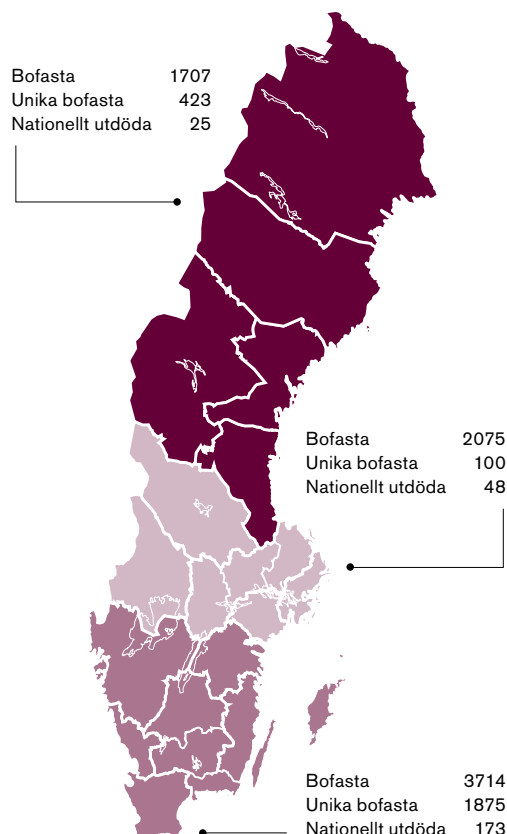 Bofasta 1707
Unika bofasta 423
Nationellt utdöda 25
Bofasta 2075
Unika bofasta 100
Nationellt utdöda 48
Bofasta 3714
Unika bofasta 1875
Nationellt utdöda 173